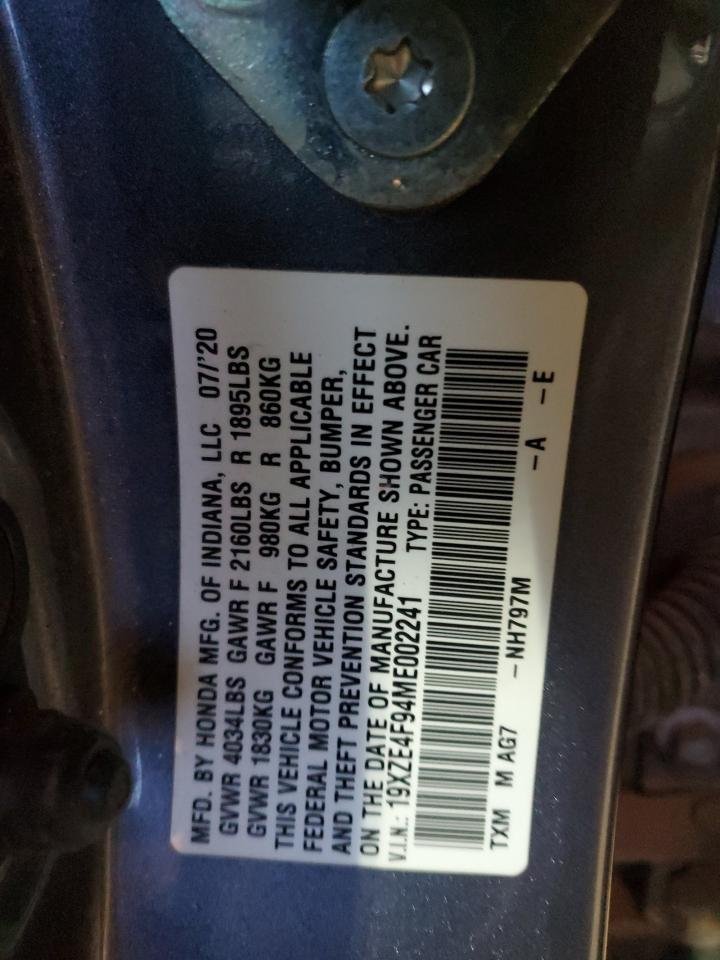 MFD. BY HONDA MFG. OF INDIANA, LLC 07/'20
GVWR 4034LBS GAWR F 2160LBS R 1895LBS
GVWR 1830KG GAWR F 980KG R 860KG
THIS VEHICLE CONFORMS TO ALL APPLICABLE
FEDERAL MOTOR VEHICLE SAFETY, BUMPER,
AND THEFT PREVENTION STANDARDS IN EFFECT
ON THE DATE OF MANUFACTURE SHOWN ABOVE.
V.I.N.: 19XZE4F94ME002241 TYPE: PASSENGER CAR
TXM M AG7 - NH797M - A - E